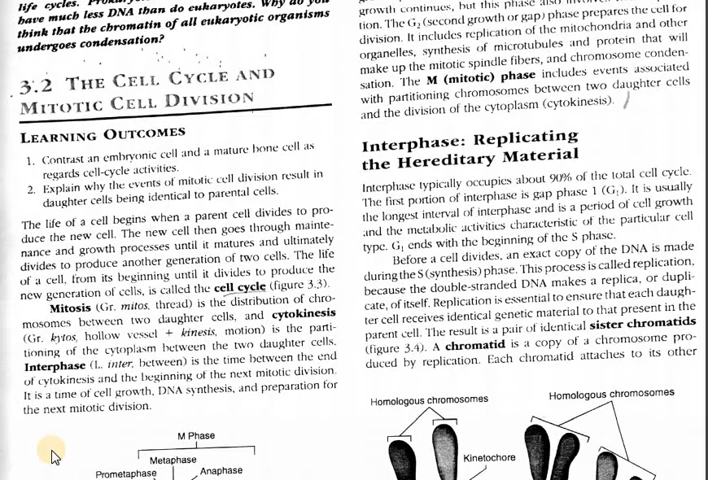 life cycles.
have much less DNA than do eukaryotes. Why do you
think that the chromatin of all eukaryotic organisms
undergoes condensation?
3.2 THE CELL CYCLE AND
MITOTIC CELL DIVISION
LEARNING OUTCOMES
1. Contrast an embryonic cell and a mature bone cell as
regards cell-cycle activities.
2. Explain why the events of mitotic cell division result in
daughter cells being identical to parental cells.
The life of a cell begins when a parent cell divides to pro-
duce the new cell. The new cell then goes through mainte-
nance and growth processes until it matures and ultimately
divides to produce another generation of two cells. The life
of a cell, from its beginning until it divides to produce the
new generation of cells, is called the cell cycle (figure 3.3).
Mitosis (Gr. mitos, thread) is the distribution of chro-
mosomes between two daughter cells, and cytokinesis
(Gr. kytos, hollow vessel + kinesis, motion) is the parti-
tioning of the cytoplasm between the two daughter cells.
Interphase (L. inter, between) is the time between the end
of cytokinesis and the beginning of the next mitotic division.
It is a time of cell growth, DNA synthesis, and preparation for
the next mitotic division.
M Phase
Metaphase
Prometaphase
Anaphase
growth continues, but this phase also
tion. The G2 (second growth or gap) phase prepares the cell for
division. It includes replication of the mitochondria and other
organelles, synthesis of microtubules and protein that will
make up the mitotic spindle fibers, and chromosome conden-
sation. The M (mitotic) phase includes events associated
with partitioning chromosomes between two daughter cells
and the division of the cytoplasm (cytokinesis).
Interphase: Replicating
the Hereditary Material
Interphase typically occupies about 90% of the total cell cycle.
The first portion of interphase is gap phase 1 (G1). It is usually
the longest interval of interphase and is a period of cell growth
and the metabolic activities characteristic of the particular cell
type. G1 ends with the beginning of the S phase.
Before a cell divides, an exact copy of the DNA is made
during the S (synthesis) phase. This process is called replication,
because the double-stranded DNA makes a replica, or dupli-
cate, of itself. Replication is essential to ensure that each daugh-
ter cell receives identical genetic material to that present in the
parent cell. The result is a pair of identical sister chromatids
(figure 3.4). A chromatid is a copy of a chromosome pro-
duced by replication. Each chromatid attaches to its other
Homologous chromosomes
Homologous chromosomes
Kinetochore